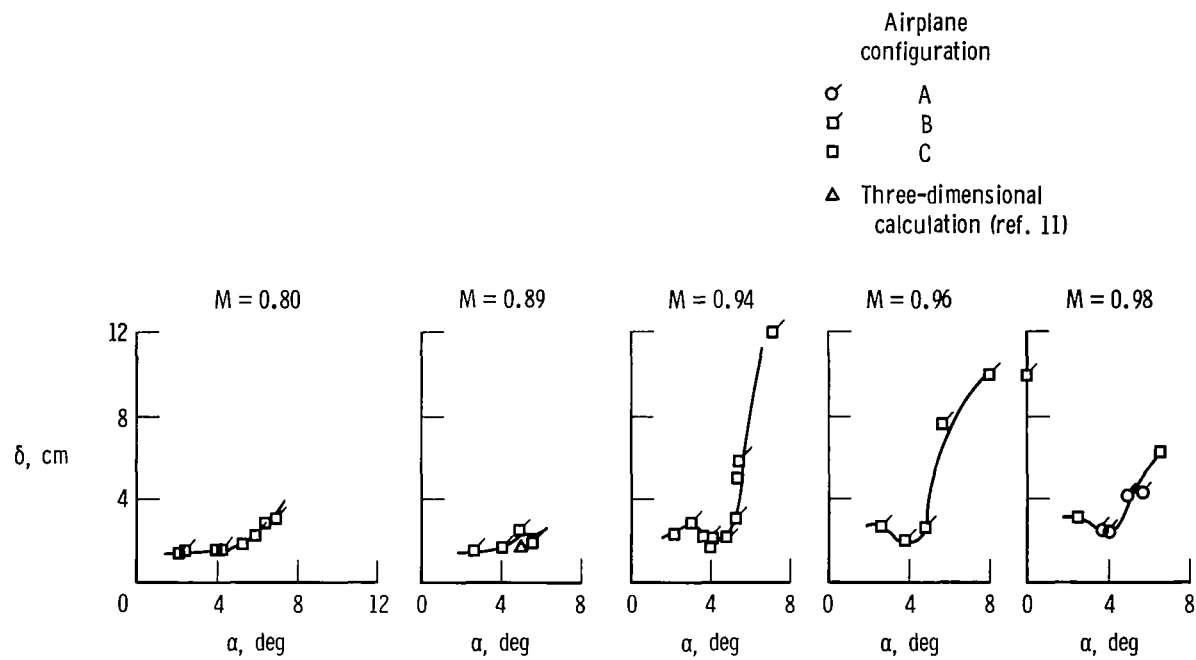 Airplane
configuration
A
B
C
Three-dimensional
calculation (ref. 11)
M = 0.80
M = 0.89
M = 0.94
M = 0.96
M = 0.98
12
8
4
δ, cm
0 4 8 12
0 4 8
0 4 8
0 4 8
0 4 8
α, deg
α, deg
α, deg
α, deg
α, deg